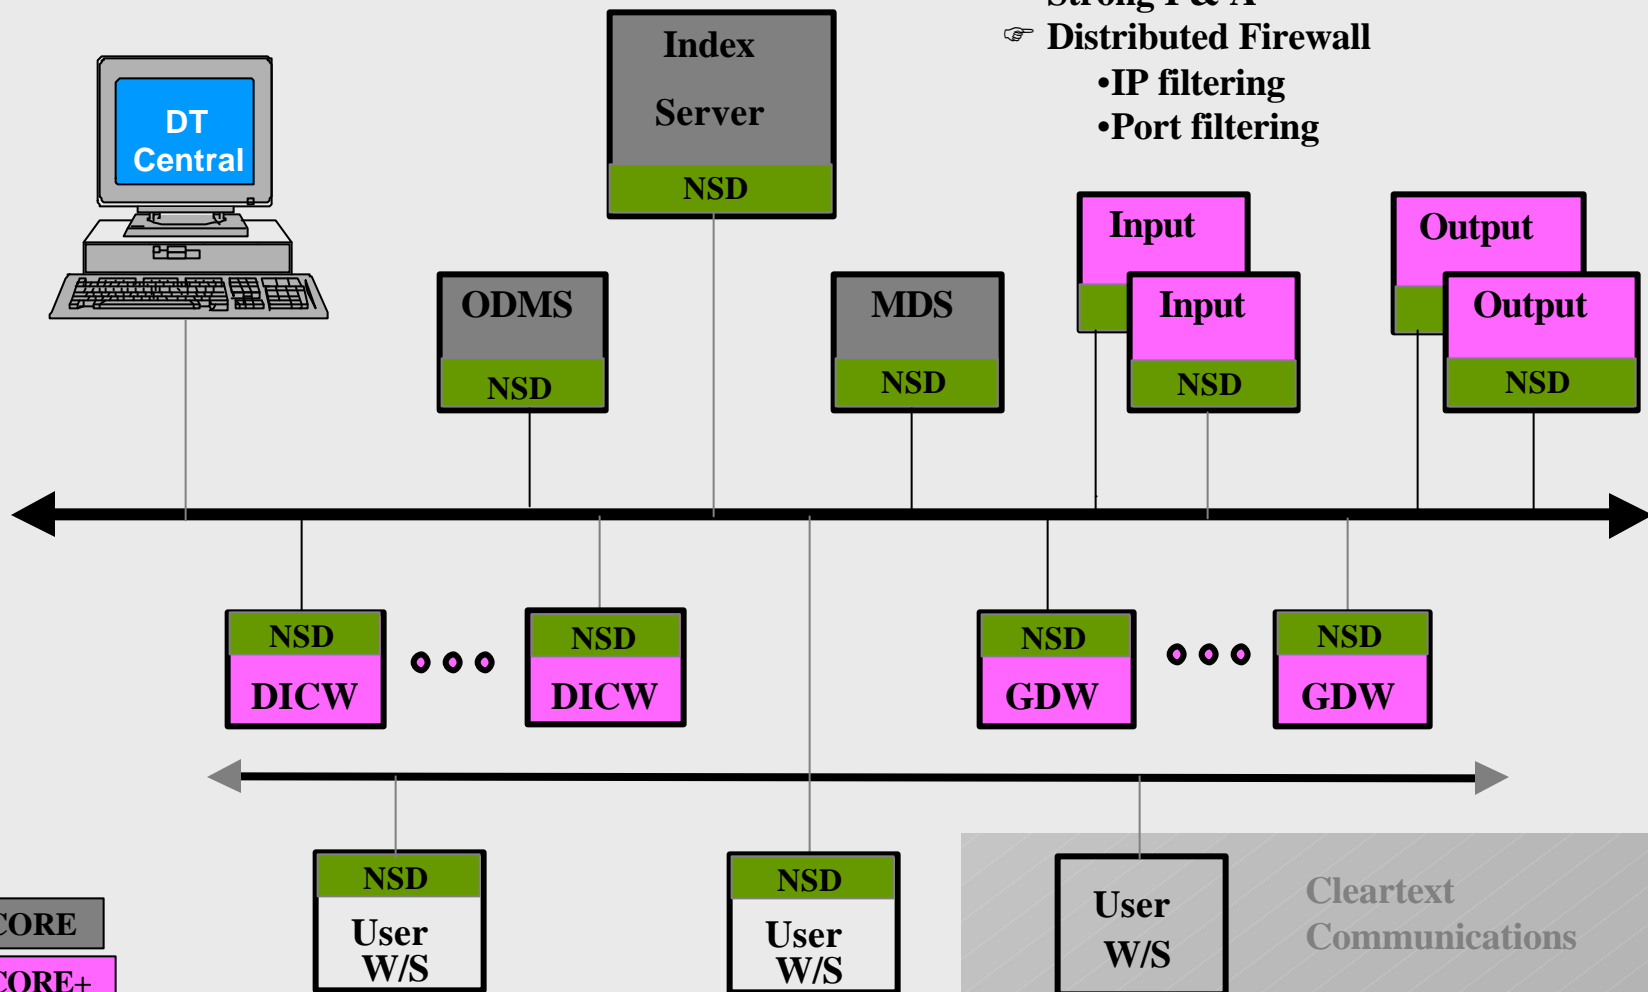 Strong I & A
☞ Distributed Firewall
•IP filtering
•Port filtering
Index
Server
NSD
DT
Central
Input
Input
NSD
Output
Output
NSD
ODMS
NSD
MDS
NSD
NSD
DICW
NSD
DICW
NSD
GDW
NSD
GDW
NSD
User
W/S
NSD
User
W/S
User
W/S
Cleartext
Communications
CORE
CORE+